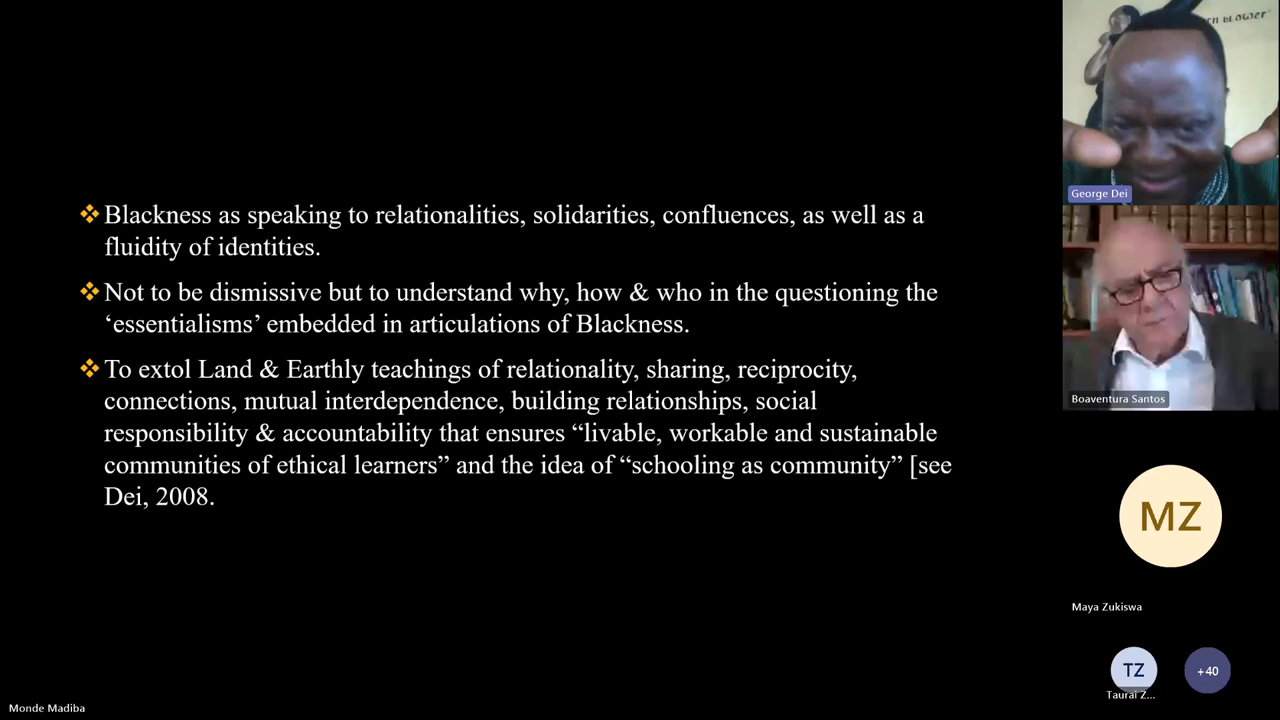 Blackness as speaking to relationalities, solidarities, confluences, as well as a
fluidity of identities.
Not to be dismissive but to understand why, how & who in the questioning the
‘essentialisms’ embedded in articulations of Blackness.
To extol Land & Earthly teachings of relationality, sharing, reciprocity,
connections, mutual interdependence, building relationships, social
responsibility & accountability that ensures “livable, workable and sustainable
communities of ethical learners” and the idea of “schooling as community” [see
Dei, 2008.
BLOWER"
George Dei
Boaventura Santos
MZ
Maya Zukiswa
TZ
+40
Taurai Z...
Monde Madiba